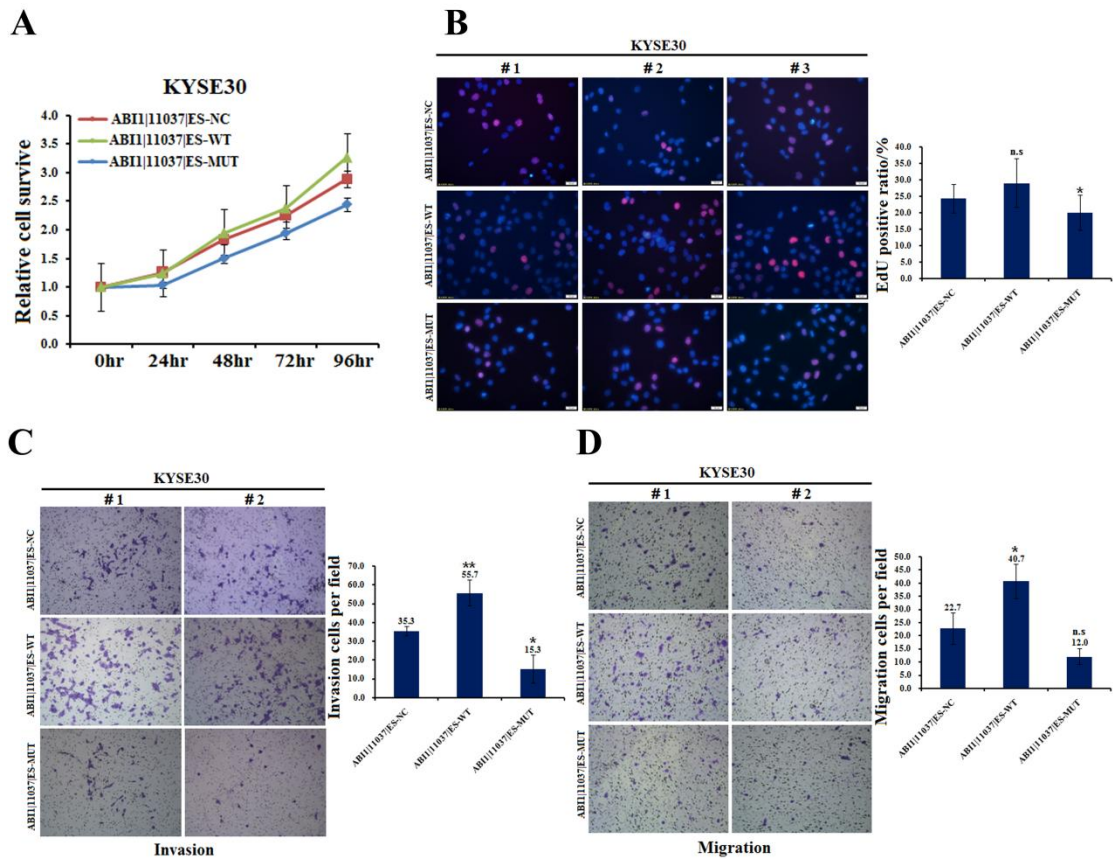 A
KYSE30
ABI1|11037|ES-NC
ABI1|11037|ES-WT
ABI1|11037|ES-MUT
Relative cell survive
4.0
3.5
3.0
2.5
2.0
1.5
1.0
0.5
0.0
0hr 24hr 48hr 72hr 96hr
B
KYSE30
# 1 # 2 # 3
ABI1|11037|ES-NC
ABI1|11037|ES-WT
ABI1|11037|ES-MUT
EdU positive ratio/%
40.0
35.0
30.0
25.0
20.0
15.0
10.0
5.0
0.0
n.s
*
ABI1|11037|ES-NC
ABI1|11037|ES-WT
ABI1|11037|ES-MUT
C
KYSE30
# 1 # 2
ABI1|11037|ES-NC
ABI1|11037|ES-WT
ABI1|11037|ES-MUT
Invasion
Invasion cells per field
70.0
60.0
50.0
40.0
30.0
20.0
10.0
0.0
35.3
**
55.7
*
15.3
ABI1|11037|ES-NC
ABI1|11037|ES-WT
ABI1|11037|ES-MUT
D
KYSE30
# 1 # 2
ABI1|11037|ES-NC
ABI1|11037|ES-WT
ABI1|11037|ES-MUT
Migration
Migration cells per field
50.0
45.0
40.0
35.0
30.0
25.0
20.0
15.0
10.0
5.0
0.0
22.7
*
40.7
n.s
12.0
ABI1|11037|ES-NC
ABI1|11037|ES-WT
ABI1|11037|ES-MUT